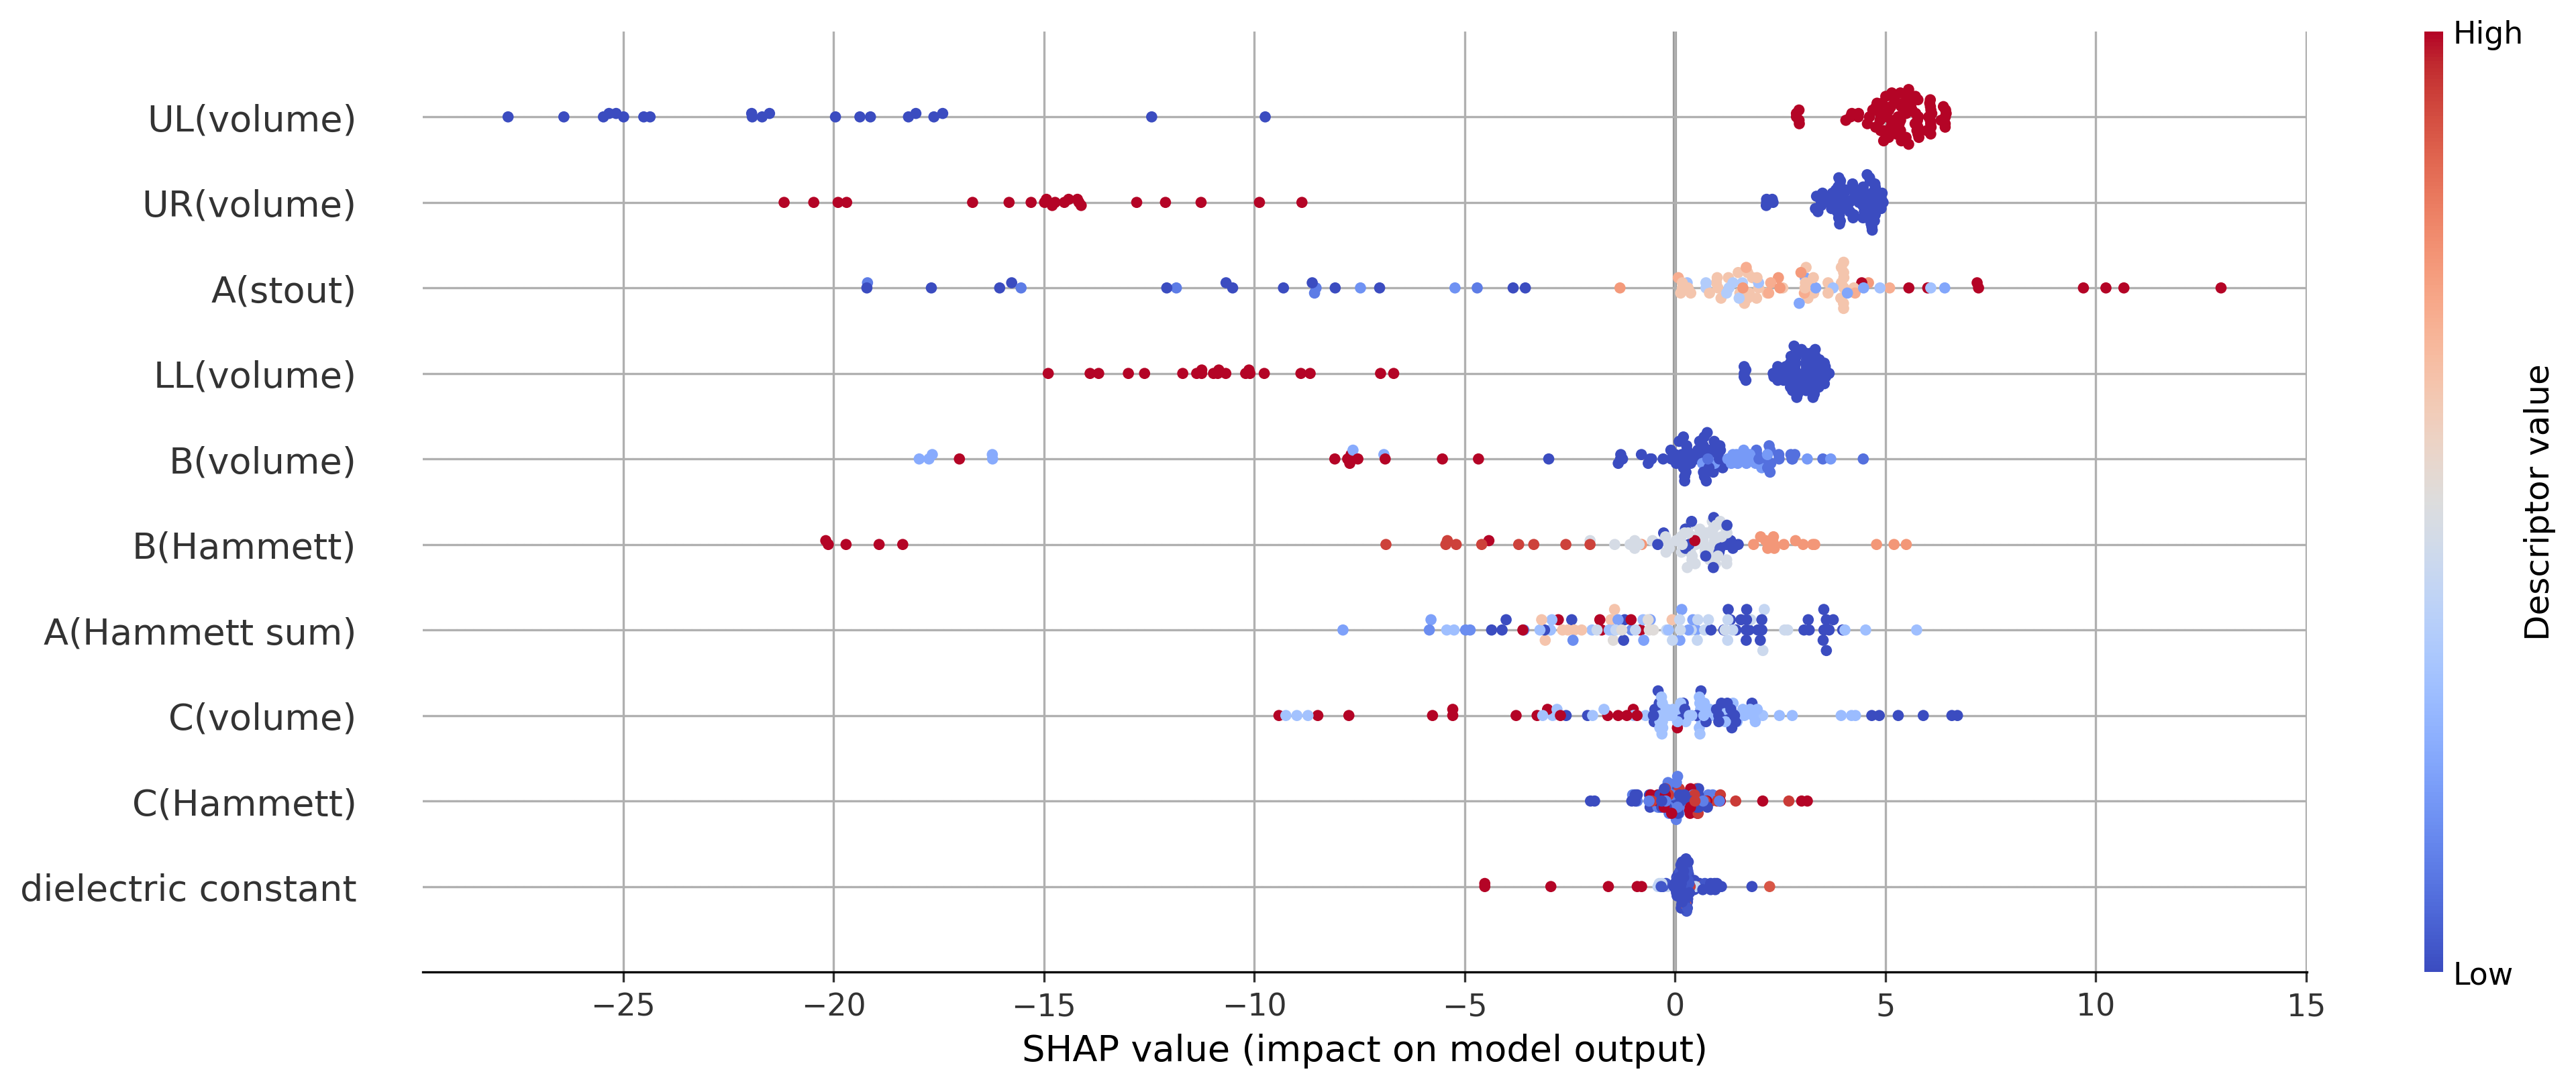 High
UL(volume)
UR(volume)
A(stout)
LL(volume)
B(volume)
B(Hammett)
A(Hammett sum)
C(volume)
C(Hammett)
dielectric constant
Descriptor value
Low
−25 −20 −15 −10 −5 0 5 10 15
SHAP value (impact on model output)